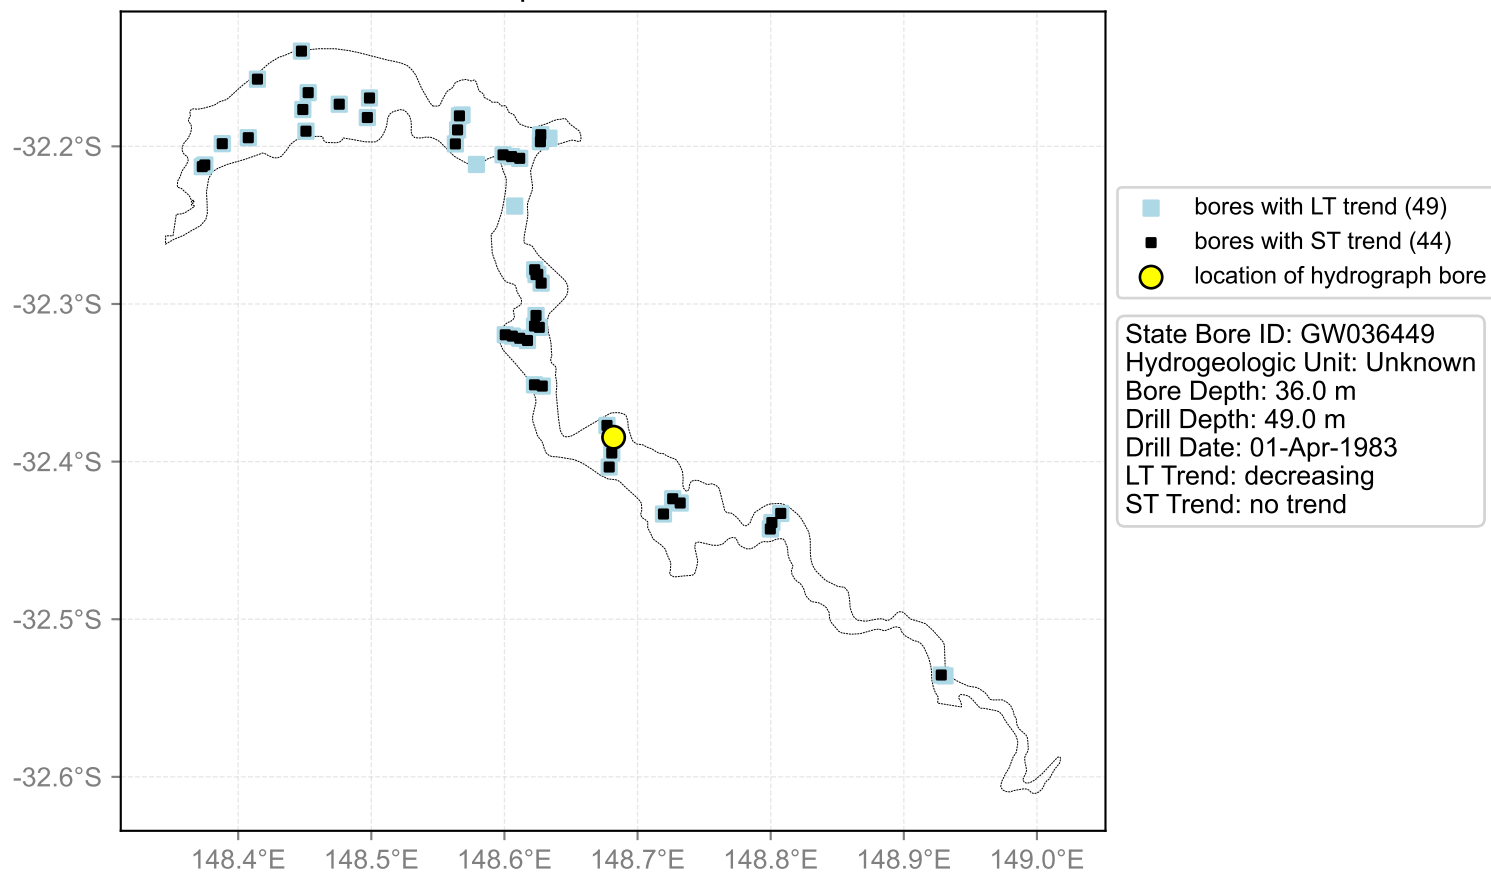 -32.2°S
-32.3°S
-32.4°S
-32.5°S
-32.6°S
148.4°E
148.5°E
148.6°E
148.7°E
148.8°E
148.9°E
149.0°E
bores with LT trend (49)
bores with ST trend (44)
location of hydrograph bore
State Bore ID: GW036449
Hydrogeologic Unit: Unknown
Bore Depth: 36.0 m
Drill Depth: 49.0 m
Drill Date: 01-Apr-1983
LT Trend: decreasing
ST Trend: no trend